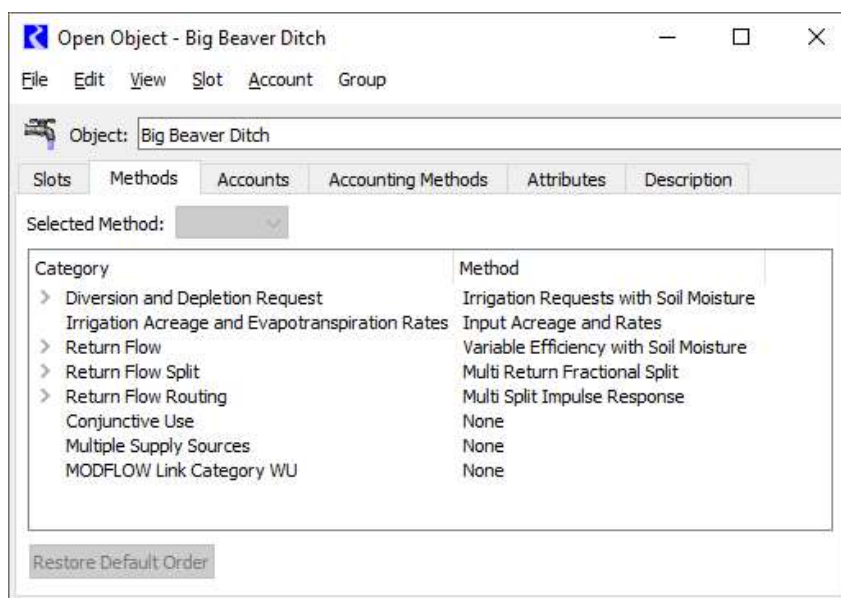 Open Object - Big Beaver Ditch
File Edit View Slot Account Group
Object: Big Beaver Ditch
Slots Methods Accounts Accounting Methods Attributes Description
Selected Method:
Category Method
Diversion and Depletion Request Irrigation Requests with Soil Moisture
Irrigation Acreage and Evapotranspiration Rates Input Acreage and Rates
Return Flow Variable Efficiency with Soil Moisture
Return Flow Split Multi Return Fractional Split
Return Flow Routing Multi Split Impulse Response
Conjunctive Use None
Multiple Supply Sources None
MODFLOW Link Category WU None
Restore Default Order